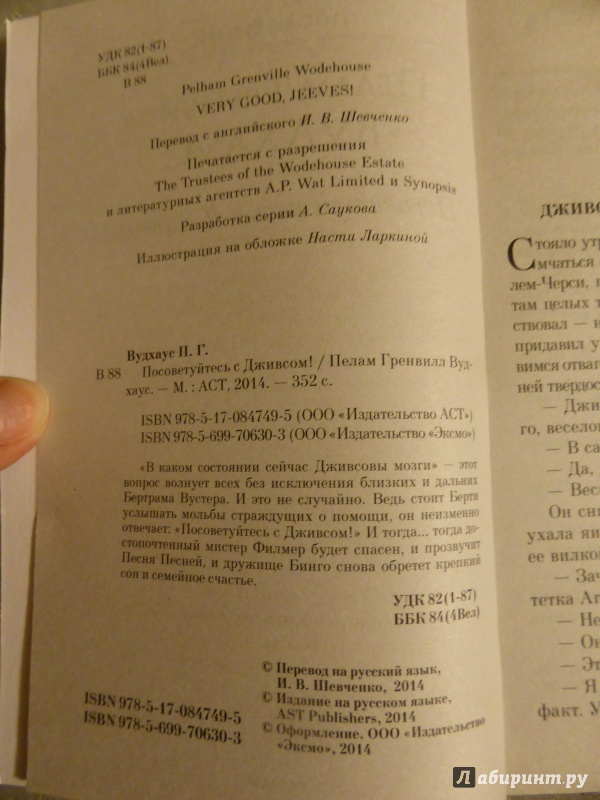 УДК 82(1-87)
ББК 84(4Вел)
В 88
Pelham Grenville Wodehouse
VERY GOOD, JEEVES!
Перевод с английского И. В. Шевченко
Печатается с разрешения
The Trustees of the Wodehouse Estate
и литературных агентств A.P. Wat Limited и Synopsis
Разработка серии А. Саукова
Иллюстрация на обложке Насти Ларкиной
Вудхаус П. Г.
В 88 Посоветуйтесь с Дживсом! / Пелам Гренвилл Вуд-
хаус. — М. : АСТ, 2014. — 352 с.
ISBN 978-5-17-084749-5 (ООО «Издательство АСТ»)
ISBN 978-5-699-70630-3 (ООО «Издательство «Эксмо»)
«В каком состоянии сейчас Дживсовы мозги» — этот
вопрос волнует всех без исключения близких и дальних
Бертрама Вустера. И это не случайно. Ведь стоит Берти
услышать мольбы страждущих о помощи, он неизменно
отвечает: «Посоветуйтесь с Дживсом!» И тогда... тогда до-
стопочтенный мистер Филмер будет спасен, и прозвучит
Песня Песней, и дружище Бинго снова обретет крепкий
сон и семейное счастье.
УДК 82(1-87)
ББК 84(4Вел)
© Перевод на русский язык,
И. В. Шевченко, 2014
© Издание на русском языке,
AST Publishers, 2014
© Оформление. ООО «Издательство
«Эксмо», 2014
ISBN 978-5-17-084749-5
ISBN 978-5-699-70630-3
ДЖИВС
Стояло утр
мчаться
лем-Черси, п
там целых т
ствовал — и
придавил у
вимся отваг
ней твердос
— Джи
го, весело
— В са
— Да,
— Весе
Он сня
ухала яи
ее вилко
— Зач
тетка Аг
— Не
— Он
— Эт
— Я
факт. У
Лабиринт.ру